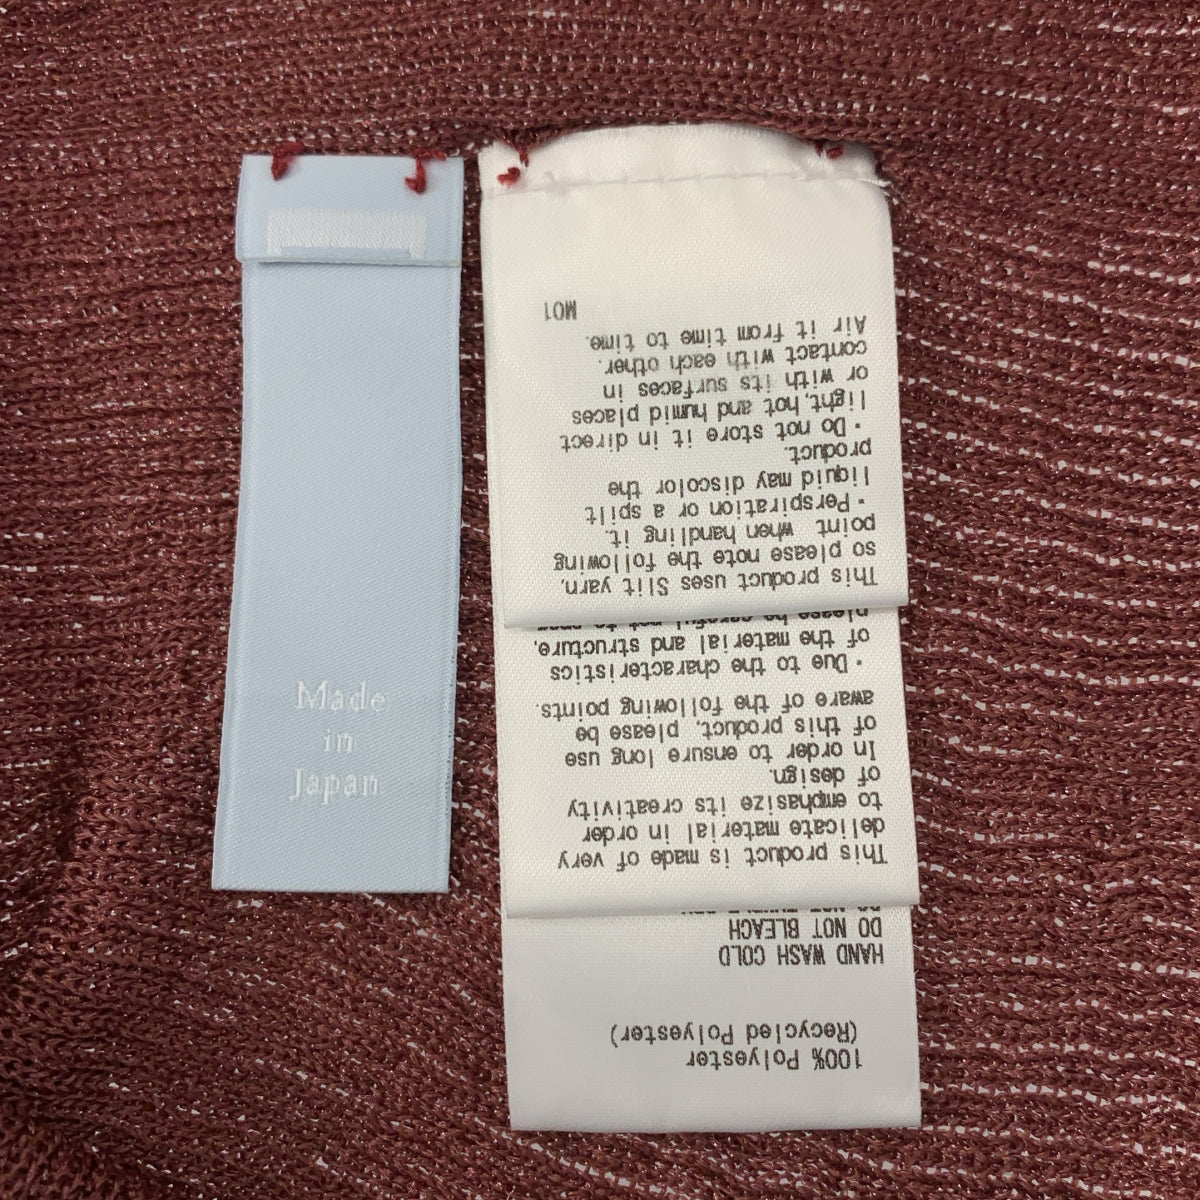 Made
in
Japan
100% Polyester
(Recycled Polyester)
HAND WASH COLD
DO NOT BLEACH
This product is made of very
delicate material in order
to emphasize its creativity
of design.
In order to ensure long use
of this product, please be
aware of the following points.
・Due to the characteristics
of the material and structure,
This product uses Slit yarn,
so please note the following
point when handling it.
・Perspiration or a spilt
liquid may discolor the
product.
・Do not store it in direct
light, hot and humid places
or with its surfaces in
contact with each other.
Air it from time to time.
M01